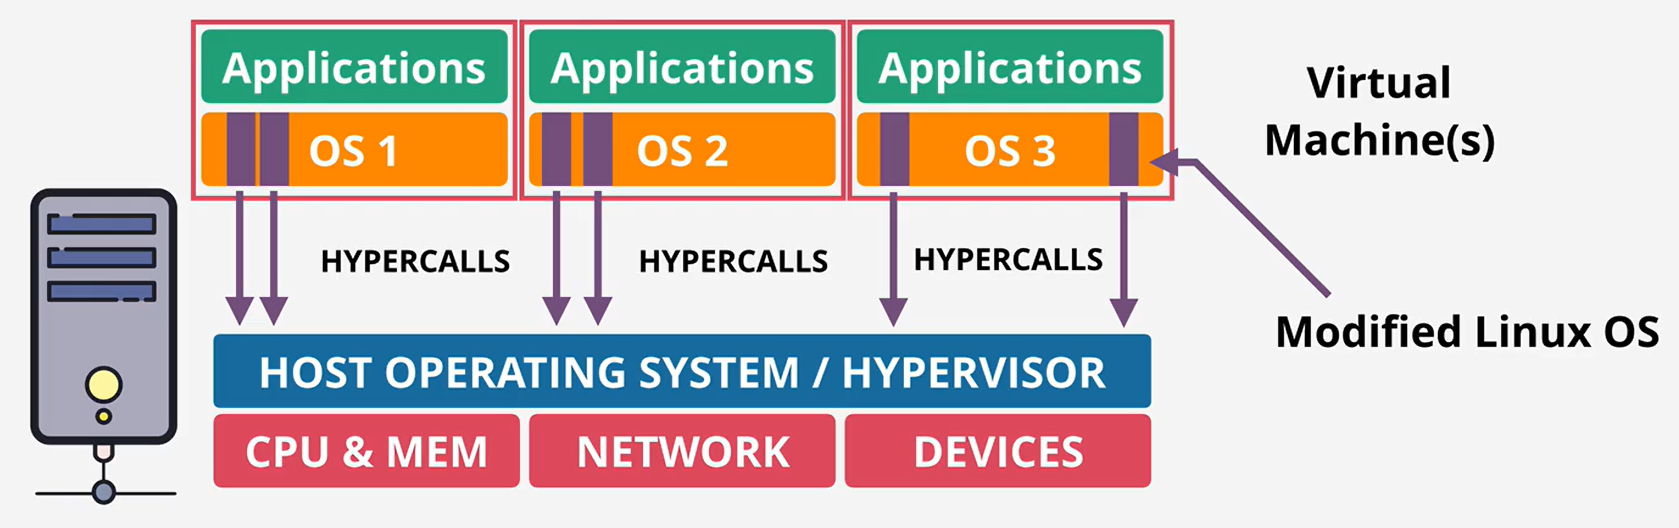 Applications
Applications
Applications
Virtual
Machine(s)
OS 1
OS 2
OS 3
HYPERCALLS
HYPERCALLS
HYPERCALLS
Modified Linux OS
HOST OPERATING SYSTEM / HYPERVISOR
CPU & MEM
NETWORK
DEVICES